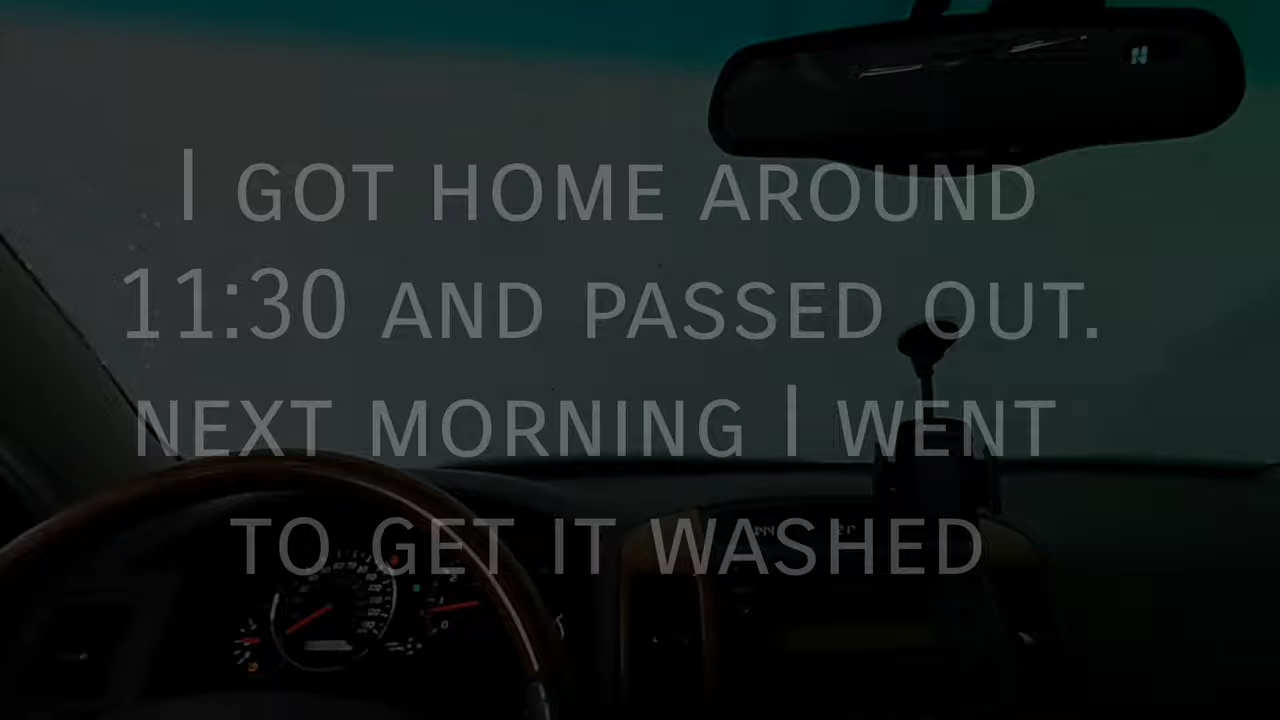 I GOT HOME AROUND
11:30 AND PASSED OUT.
NEXT MORNING I WENT
TO GET IT WASHED
N